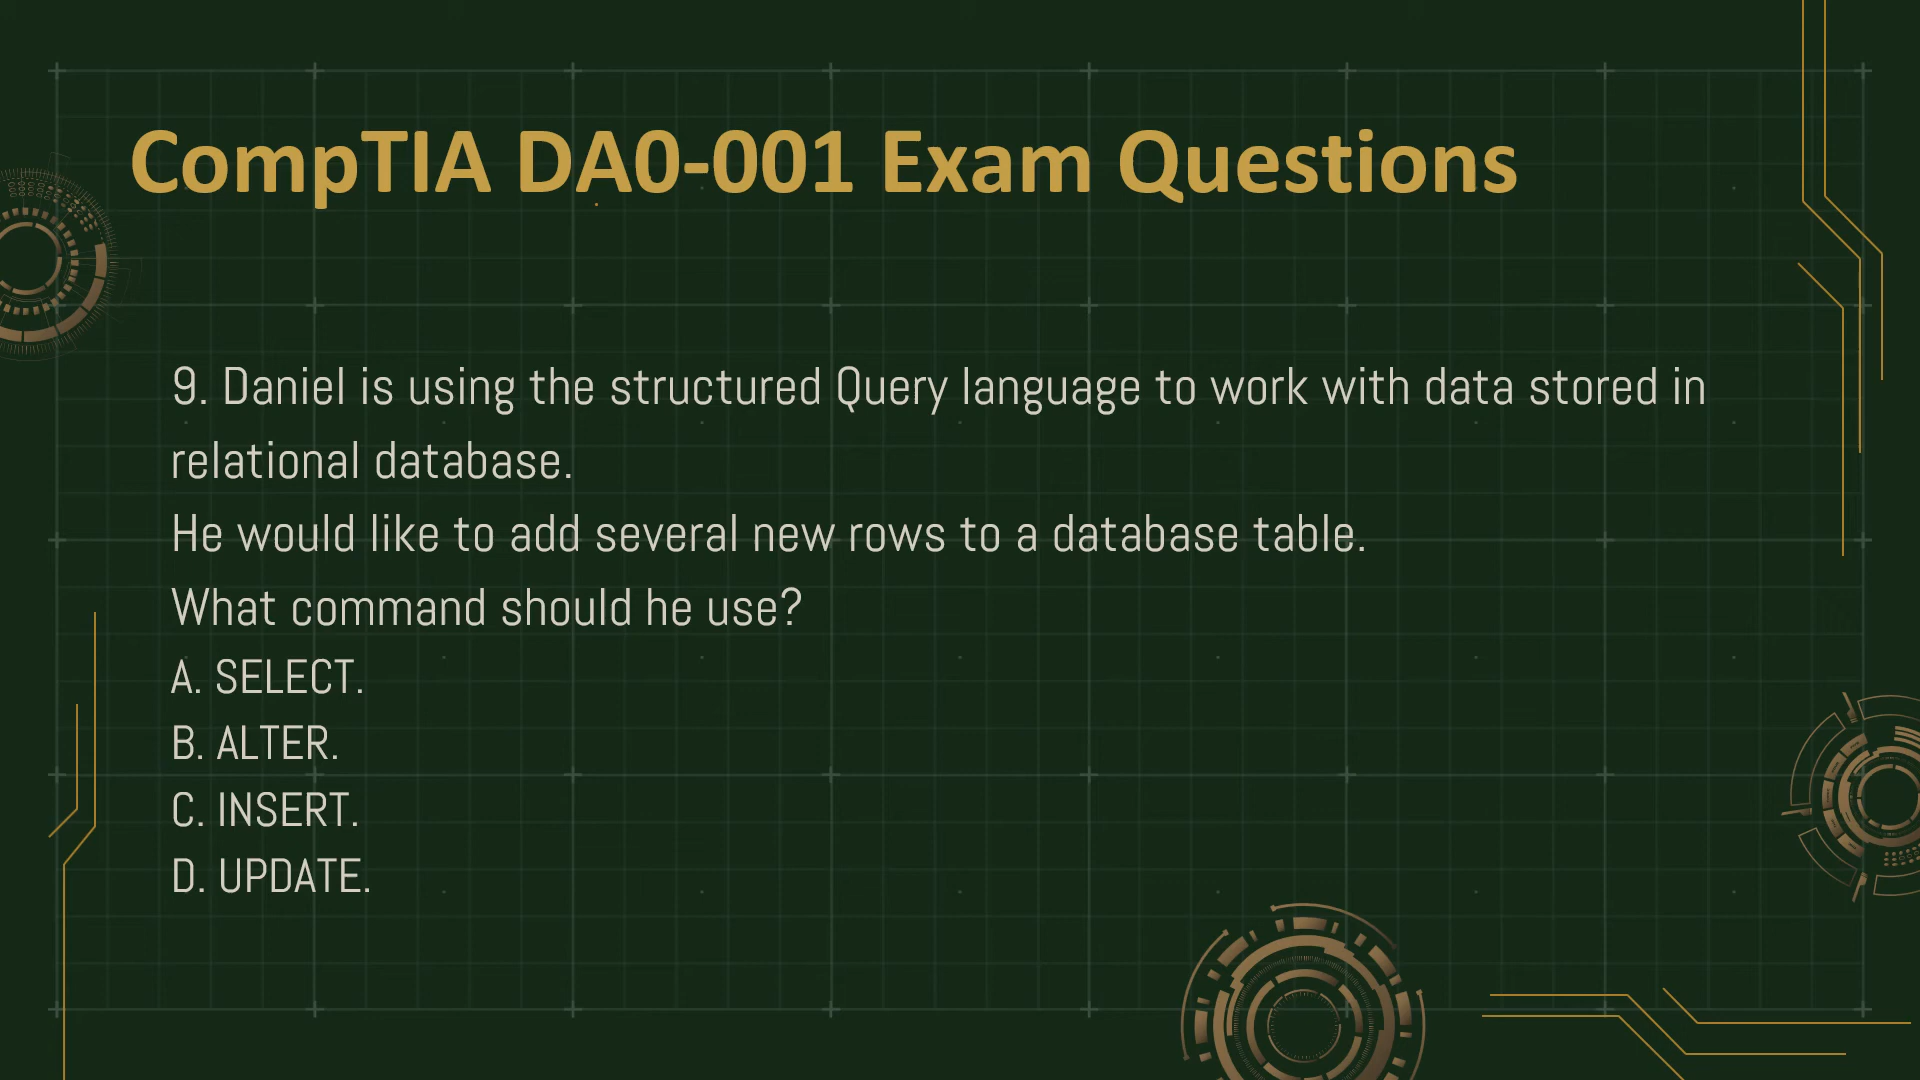 CompTIA DA0-001 Exam Questions
9. Daniel is using the structured Query language to work with data stored in
relational database.
He would like to add several new rows to a database table.
What command should he use?
A. SELECT.
B. ALTER.
C. INSERT.
D. UPDATE.